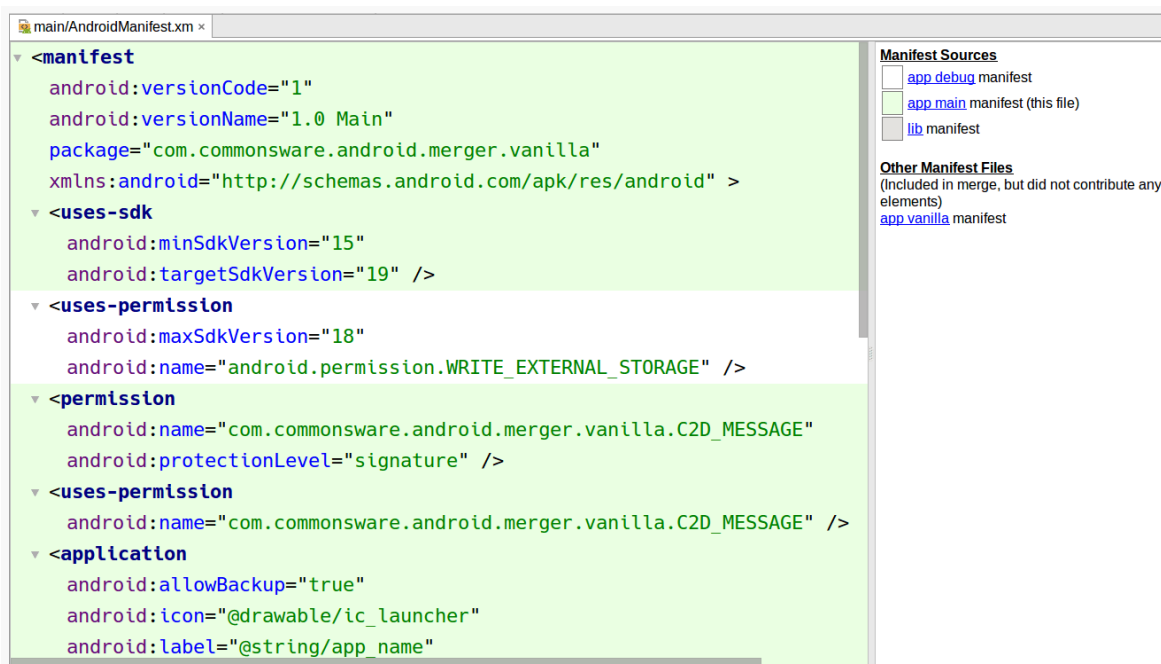 main/AndroidManifest.xm ×
<manifest
android:versionCode="1"
android:versionName="1.0 Main"
package="com.commonsware.android.merger.vanilla"
xmlns:android="http://schemas.android.com/apk/res/android" >
<uses-sdk
android:minSdkVersion="15"
android:targetSdkVersion="19" />
<uses-permission
android:maxSdkVersion="18"
android:name="android.permission.WRITE_EXTERNAL_STORAGE" />
<permission
android:name="com.commonsware.android.merger.vanilla.C2D_MESSAGE"
android:protectionLevel="signature" />
<uses-permission
android:name="com.commonsware.android.merger.vanilla.C2D_MESSAGE" />
<application
android:allowBackup="true"
android:icon="@drawable/ic_launcher"
android:label="@string/app_name"
Manifest Sources
app debug manifest
app main manifest (this file)
lib manifest
Other Manifest Files
(Included in merge, but did not contribute any
elements)
app vanilla manifest